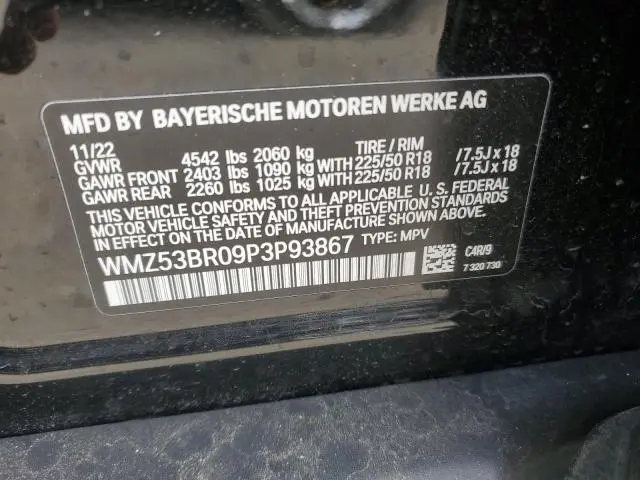 MFD BY BAYERISCHE MOTOREN WERKE AG
11/22 TIRE / RIM
GVWR 4542 lbs 2060 kg
GAWR FRONT 2403 lbs 1090 kg WITH 225/50 R18 /7.5J x 18
GAWR REAR 2260 lbs 1025 kg WITH 225/50 R18 /7.5J x 18
THIS VEHICLE CONFORMS TO ALL APPLICABLE U. S. FEDERAL
MOTOR VEHICLE SAFETY AND THEFT PREVENTION STANDARDS
IN EFFECT ON THE DATE OF MANUFACTURE SHOWN ABOVE.
WMZ53BR09P3P93867 TYPE: MPV
C4R/9
7 320 730